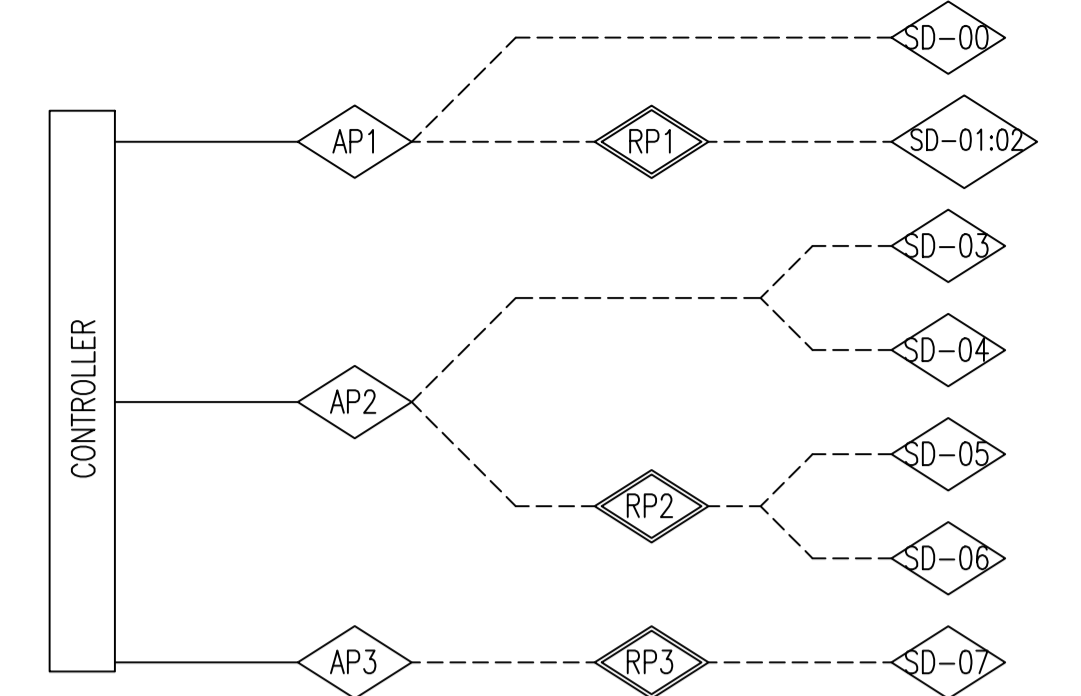 SD-00
CONTROLLER
AP1
RP1
SD-01:02
SD-03
SD-04
AP2
SD-05
RP2
SD-06
AP3
RP3
SD-07